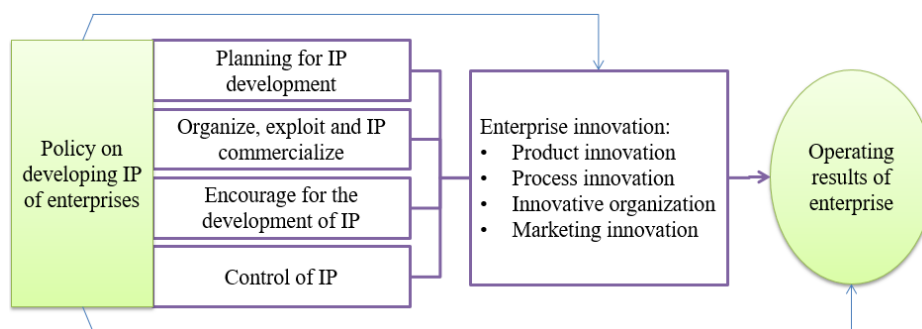 Policy on
developing IP
of enterprises
Planning for IP
development
Organize, exploit and IP
commercialize
Encourage for the
development of IP
Control of IP
Enterprise innovation:
• Product innovation
• Process innovation
• Innovative organization
• Marketing innovation
Operating
results of
enterprise